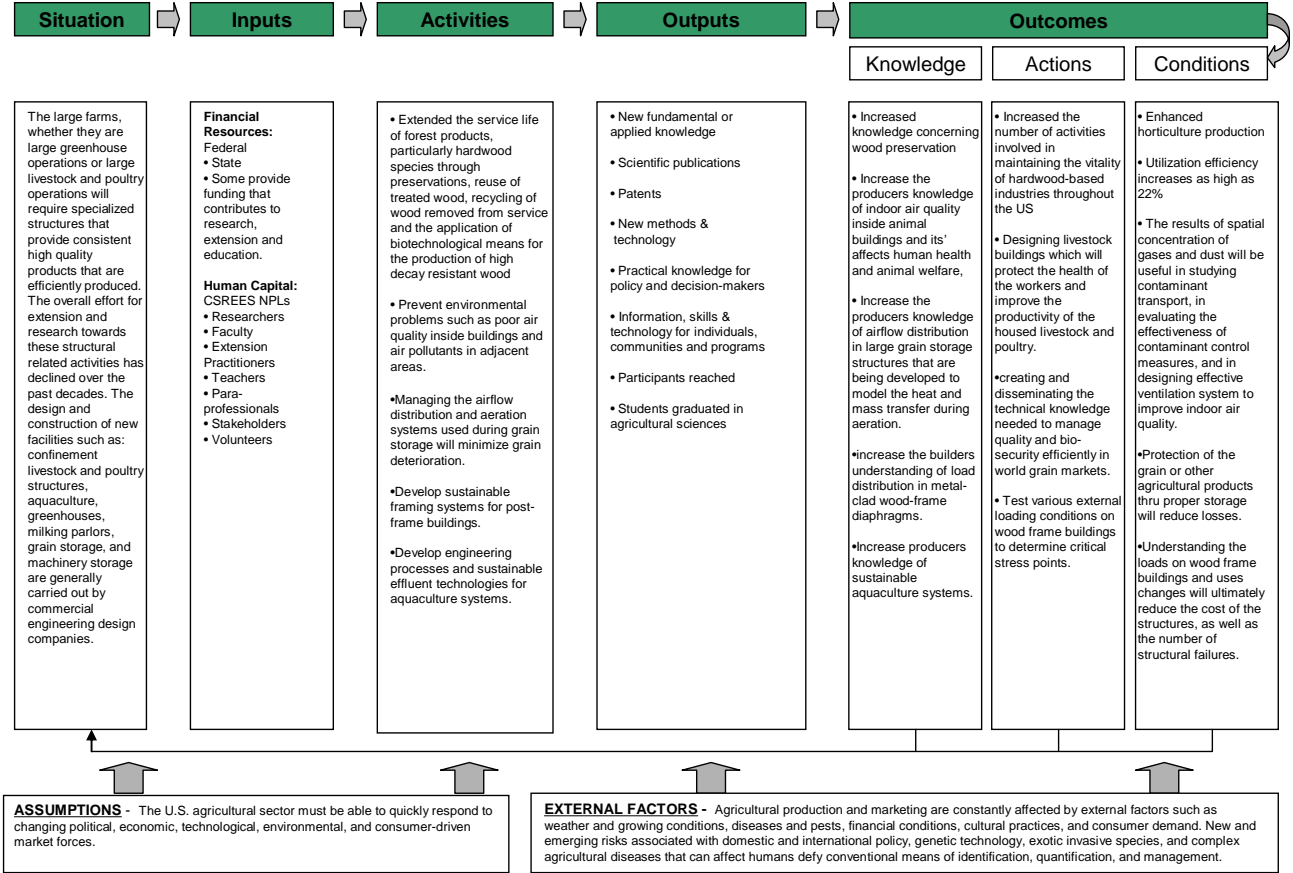 Situation
Inputs
Activities
Outputs
Outcomes
Knowledge
Actions
Conditions
The large farms,
whether they are
large greenhouse
operations or large
livestock and poultry
operations will
require specialized
structures that
provide consistent
high quality
products that are
efficiently produced.
The overall effort for
extension and
research towards
these structural
related activities has
declined over the
past decades. The
design and
construction of new
facilities such as:
confinement
livestock and poultry
structures,
aquaculture,
greenhouses,
milking parlors,
grain storage, and
machinery storage
are generally
carried out by
commercial
engineering design
companies.
Financial
Resources:
Federal
• State
• Some provide
funding that
contributes to
research,
extension and
education.
Human Capital:
CSREES NPLs
• Researchers
• Faculty
• Extension
Practitioners
• Teachers
• Para-
professionals
• Stakeholders
• Volunteers
• Extended the service life
of forest products,
particularly hardwood
species through
preservations, reuse of
treated wood, recycling of
wood removed from service
and the application of
biotechnological means for
the production of high
decay resistant wood
• Prevent environmental
problems such as poor air
quality inside buildings and
air pollutants in adjacent
areas.
•Managing the airflow
distribution and aeration
systems used during grain
storage will minimize grain
deterioration.
•Develop sustainable
framing systems for post-
frame buildings.
•Develop engineering
processes and sustainable
effluent technologies for
aquaculture systems.
• New fundamental or
applied knowledge
• Scientific publications
• Patents
• New methods &
technology
• Practical knowledge for
policy and decision-makers
• Information, skills &
technology for individuals,
communities and programs
• Participants reached
• Students graduated in
agricultural sciences
• Increased
knowledge concerning
wood preservation
• Increase the
producers knowledge
of indoor air quality
inside animal
buildings and its'
affects human health
and animal welfare,
• Increase the
producers knowledge
of airflow distribution
in large grain storage
structures that are
being developed to
model the heat and
mass transfer during
aeration.
•increase the builders
understanding of load
distribution in metal-
clad wood-frame
diaphragms.
•Increase producers
knowledge of
sustainable
aquaculture systems.
• Increased the
number of activities
involved in
maintaining the vitality
of hardwood-based
industries throughout
the US
• Designing livestock
buildings which will
protect the health of
the workers and
improve the
productivity of the
housed livestock and
poultry.
•creating and
disseminating the
technical knowledge
needed to manage
quality and bio-
security efficiently in
world grain markets.
• Test various external
loading conditions on
wood frame buildings
to determine critical
stress points.
• Enhanced
horticulture production
• Utilization efficiency
increases as high as
22%
• The results of spatial
concentration of
gases and dust will be
useful in studying
contaminant
transport, in
evaluating the
effectiveness of
contaminant control
measures, and in
designing effective
ventilation system to
improve indoor air
quality.
•Protection of the
grain or other
agricultural products
thru proper storage
will reduce losses.
•Understanding the
loads on wood frame
buildings and uses
changes will ultimately
reduce the cost of the
structures, as well as
the number of
structural failures.
ASSUMPTIONS - The U.S. agricultural sector must be able to quickly respond to
changing political, economic, technological, environmental, and consumer-driven
market forces.
EXTERNAL FACTORS - Agricultural production and marketing are constantly affected by external factors such as
weather and growing conditions, diseases and pests, financial conditions, cultural practices, and consumer demand. New and
emerging risks associated with domestic and international policy, genetic technology, exotic invasive species, and complex
agricultural diseases that can affect humans defy conventional means of identification, quantification, and management.